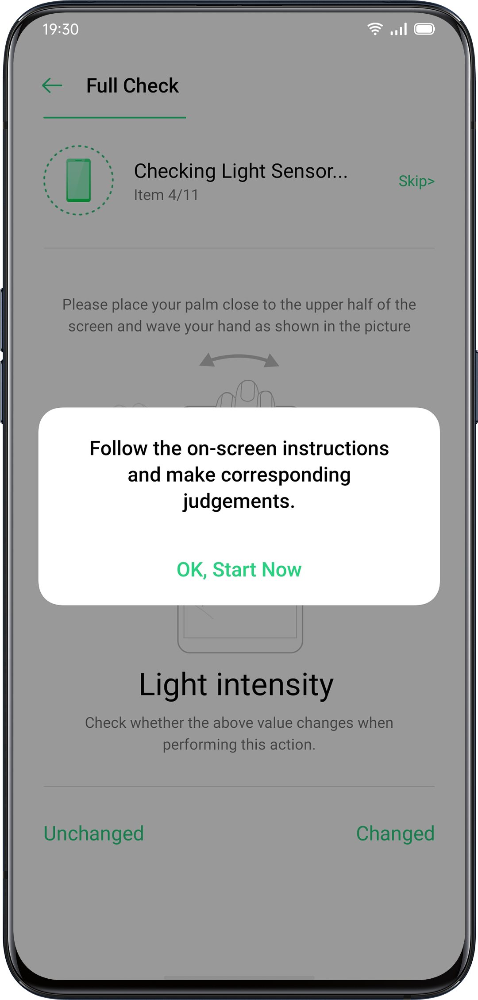 19:30
Full Check
Checking Light Sensor...
Item 4/11
Skip>
Please place your palm close to the upper half of the
screen and wave your hand as shown in the picture
Follow the on-screen instructions
and make corresponding
judgements.
OK, Start Now
Light intensity
Check whether the above value changes when
performing this action.
Unchanged
Changed